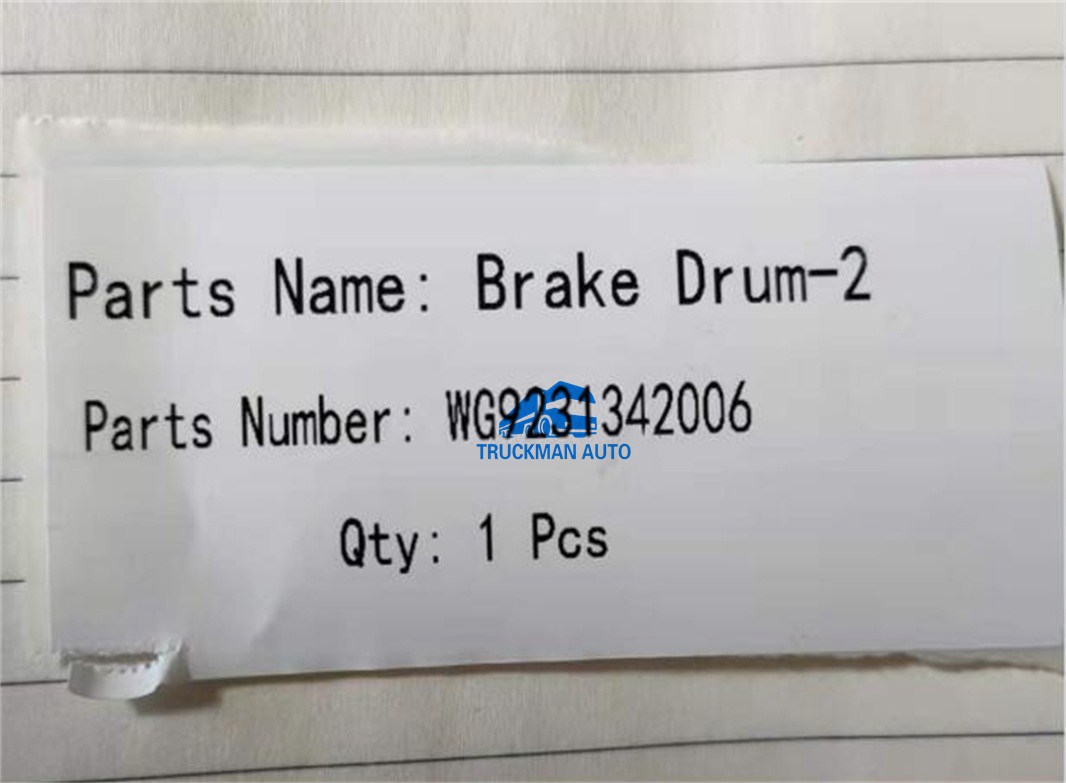 Parts Name: Brake Drum-2
Parts Number: WG9231342006
TRUCKMAN AUTO
Qty: 1 Pcs